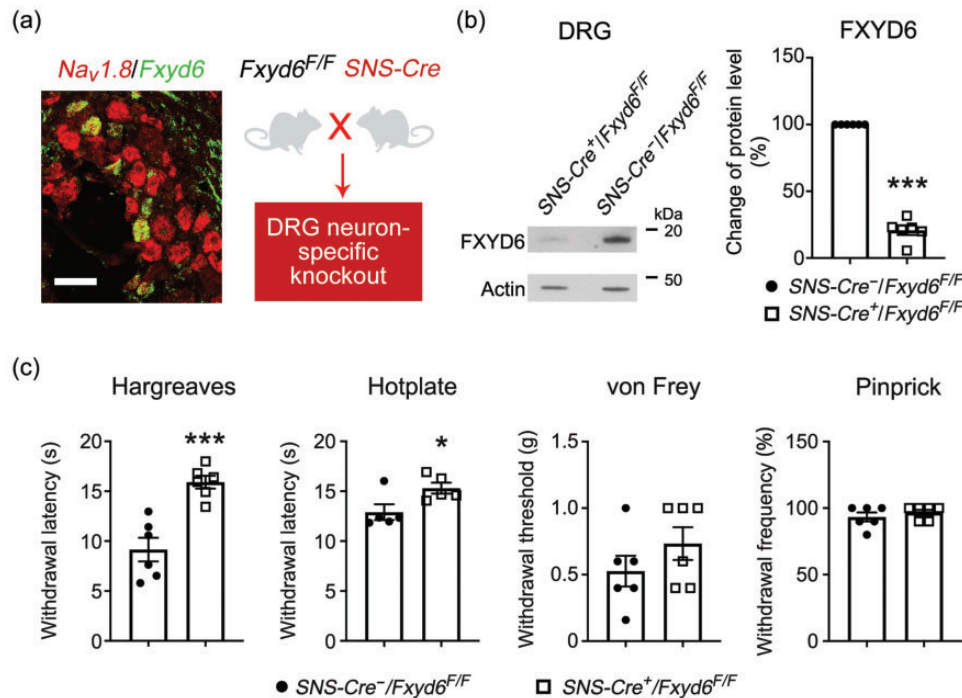 (a)
Nav1.8/Fxyd6
Fxyd6F/F SNS-Cre
X
DRG neuron-
specific
knockout
(b)
DRG
SNS-Cre+/Fxyd6F/F
SNS-Cre−/Fxyd6F/F
kDa
FXYD6
20
Actin
50
FXYD6
Change of protein level
(%)
100
50
0
***
SNS-Cre−/Fxyd6F/F
SNS-Cre+/Fxyd6F/F
(c)
Hargreaves
Withdrawal latency (s)
20
15
10
5
0
***
Hotplate
Withdrawal latency (s)
20
15
10
5
0
*
von Frey
Withdrawal threshold (g)
1.5
1.0
0.5
0
Pinprick
Withdrawal frequency (%)
150
100
50
0
SNS-Cre−/Fxyd6F/F
SNS-Cre+/Fxyd6F/F